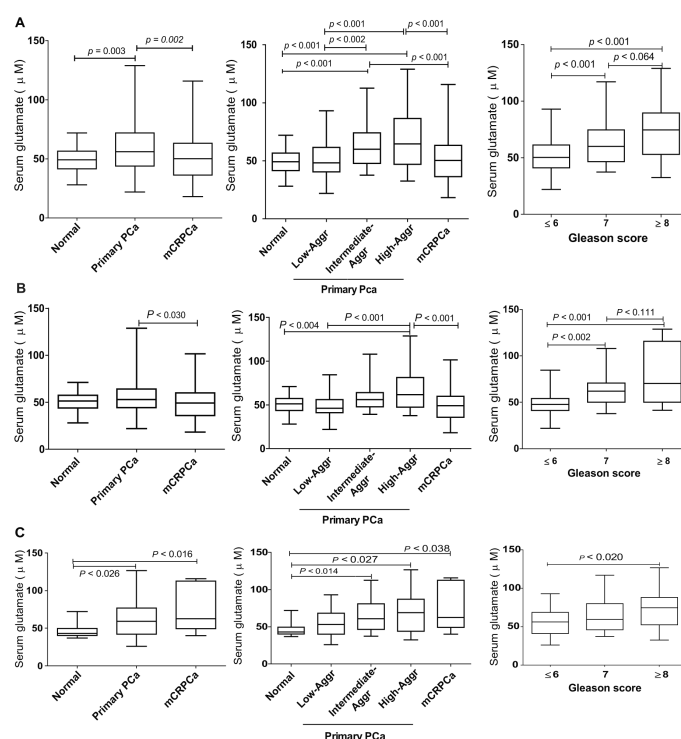 A
p = 0.003
p = 0.002
Serum glutamate ( μ M)
150
100
50
0
Normal
Primary PCa
mCRPCa
p < 0.001
p < 0.001
p < 0.002
p < 0.001
p < 0.001
p < 0.001
p < 0.001
Serum glutamate ( μ M)
150
100
50
0
Normal
Low-Aggr
Intermediate-
Aggr
High-Aggr
mCRPCa
Primary Pca
p < 0.001
p < 0.064
p < 0.001
Serum glutamate ( μ M)
150
100
50
0
≤ 6
7
≥ 8
Gleason score
B
P < 0.030
Serum glutamate ( μ M)
150
100
50
0
Normal
Primary PCa
mCRPCa
P < 0.004
P < 0.001
P < 0.001
Serum glutamate ( μ M)
150
100
50
0
Normal
Low-Aggr
Intermediate-
Aggr
High-Aggr
mCRPCa
Primary PCa
P < 0.111
P < 0.001
P < 0.002
Serum glutamate ( μ M)
150
100
50
0
≤ 6
7
≥ 8
Gleason score
C
P < 0.016
P < 0.026
Serum glutamate ( μ M)
150
100
50
0
Normal
Primary PCa
mCRPCa
P < 0.038
P < 0.027
P < 0.014
Serum glutamate ( μ M)
150
100
50
0
Normal
Low-Aggr
Intermediate-
Aggr
High-Aggr
mCRPCa
Primary PCa
P < 0.020
Serum glutamate ( μ M)
150
100
50
0
≤ 6
7
≥ 8
Gleason score